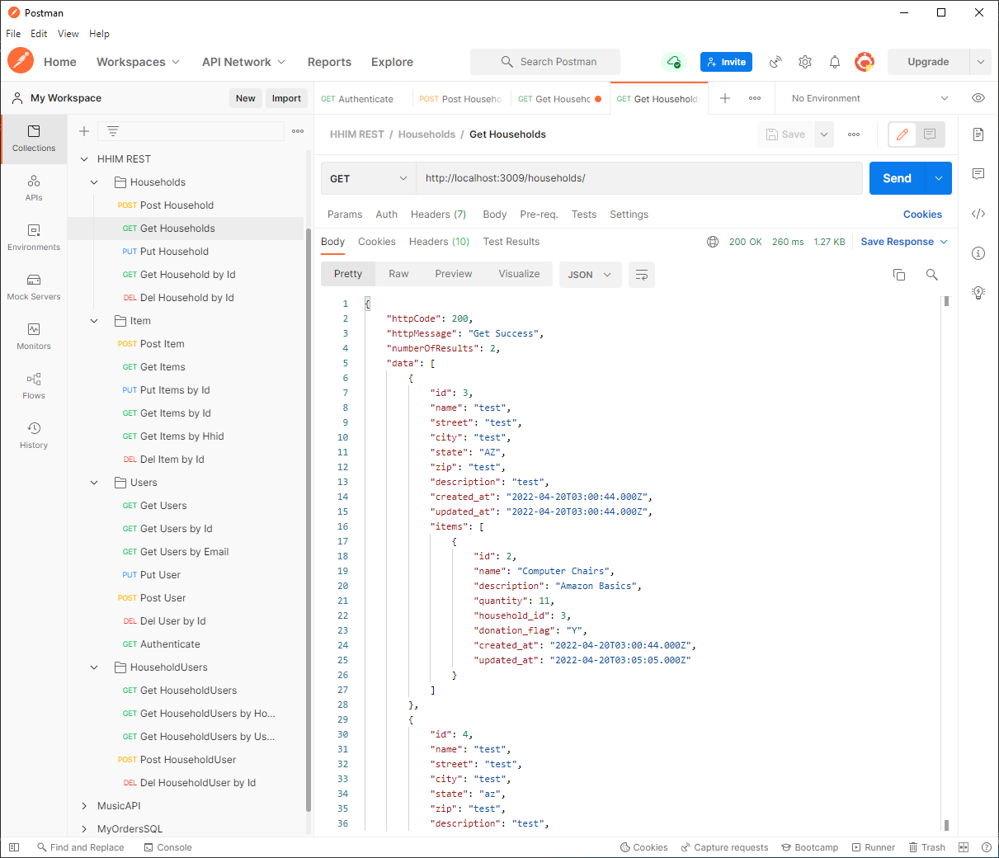 Postman
File Edit View Help
Home Workspaces API Network Reports Explore Search Postman Invite Upgrade
My Workspace New Import
GET Authenticate POST Post Househo GET Get Househo GET Get Household No Environment
HHIM REST / Households / Get Households Save
GET http://localhost:3009/households/ Send
Params Auth Headers (7) Body Pre-req. Tests Settings Cookies
Body Cookies Headers (10) Test Results 200 OK 260 ms 1.27 KB Save Response
Pretty Raw Preview Visualize JSON
Collections
APIs
Environments
Mock Servers
Monitors
Flows
History
HHIM REST
Households
POST Post Household
GET Get Households
PUT Put Household
GET Get Household by Id
DEL Del Household by Id
Item
POST Post Item
GET Get Items
PUT Put Items by Id
GET Get Items by Id
GET Get Items by Hhid
DEL Del Item by Id
Users
GET Get Users
GET Get Users by Id
GET Get Users by Email
PUT Put User
POST Post User
DEL Del User by Id
GET Authenticate
HouseholdUsers
GET Get HouseholdUsers
GET Get HouseholdUsers by Ho...
GET Get HouseholdUsers by Us...
POST Post HouseholdUser
DEL Del HouseholdUser by Id
MusicAPI
MyOrdersSQL
1 {
2 "httpCode": 200,
3 "httpMessage": "Get Success",
4 "numberOfResults": 2,
5 "data": [
6 {
7 "id": 3,
8 "name": "test",
9 "street": "test",
10 "city": "test",
11 "state": "AZ",
12 "zip": "test",
13 "description": "test",
14 "created_at": "2022-04-20T03:00:44.000Z",
15 "updated_at": "2022-04-20T03:00:44.000Z",
16 "items": [
17 {
18 "id": 2,
19 "name": "Computer Chairs",
20 "description": "Amazon Basics",
21 "quantity": 11,
22 "household_id": 3,
23 "donation_flag": "Y",
24 "created_at": "2022-04-20T03:00:44.000Z",
25 "updated_at": "2022-04-20T03:05:05.000Z"
26 }
27 ]
28 },
29 {
30 "id": 4,
31 "name": "test",
32 "street": "test",
33 "city": "test",
34 "state": "az",
35 "zip": "test",
36 "description": "test",
Find and Replace Console Cookies Capture requests Bootcamp Runner Trash